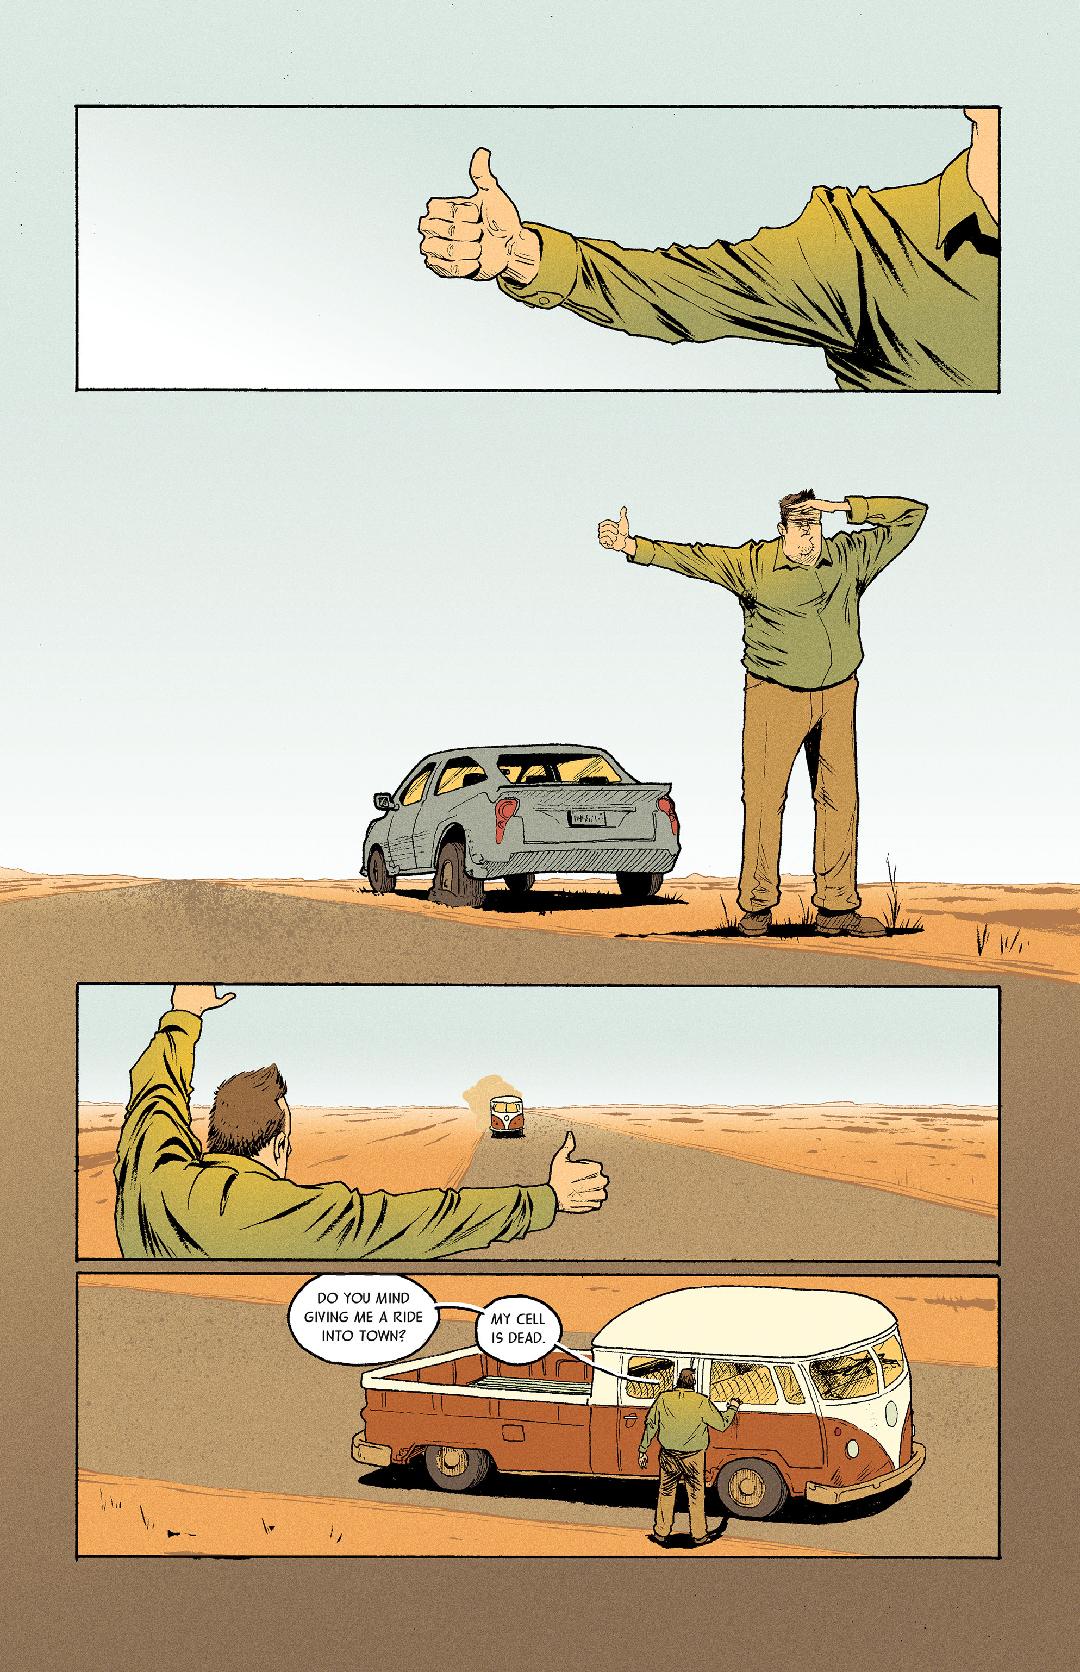 DO YOU MIND
GIVING ME A RIDE
INTO TOWN?
MY CELL
IS DEAD.